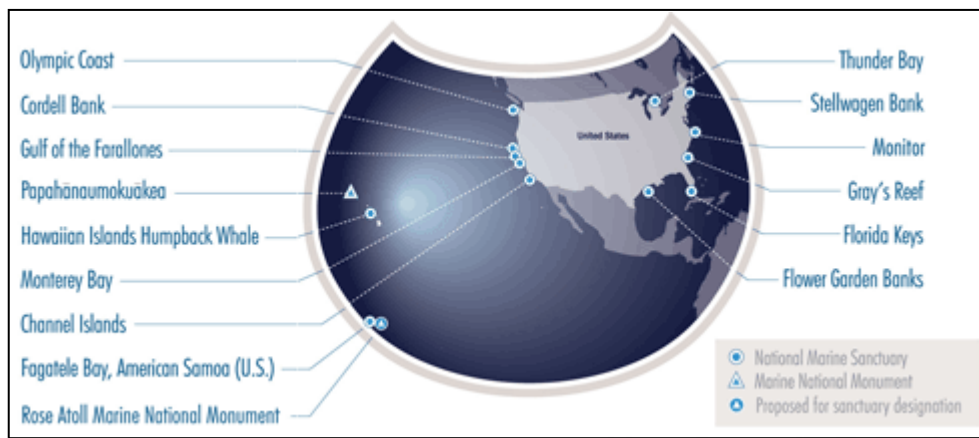 Olympic Coast
Cordell Bank
Gulf of the Farallones
Papahānaumokuākea
Hawaiian Islands Humpback Whale
Monterey Bay
Channel Islands
Fagatele Bay, American Samoa (U.S.)
Rose Atoll Marine National Monument
United States
Thunder Bay
Stellwagen Bank
Monitor
Gray's Reef
Florida Keys
Flower Garden Banks
National Marine Sanctuary
Marine National Monument
Proposed for sanctuary designation